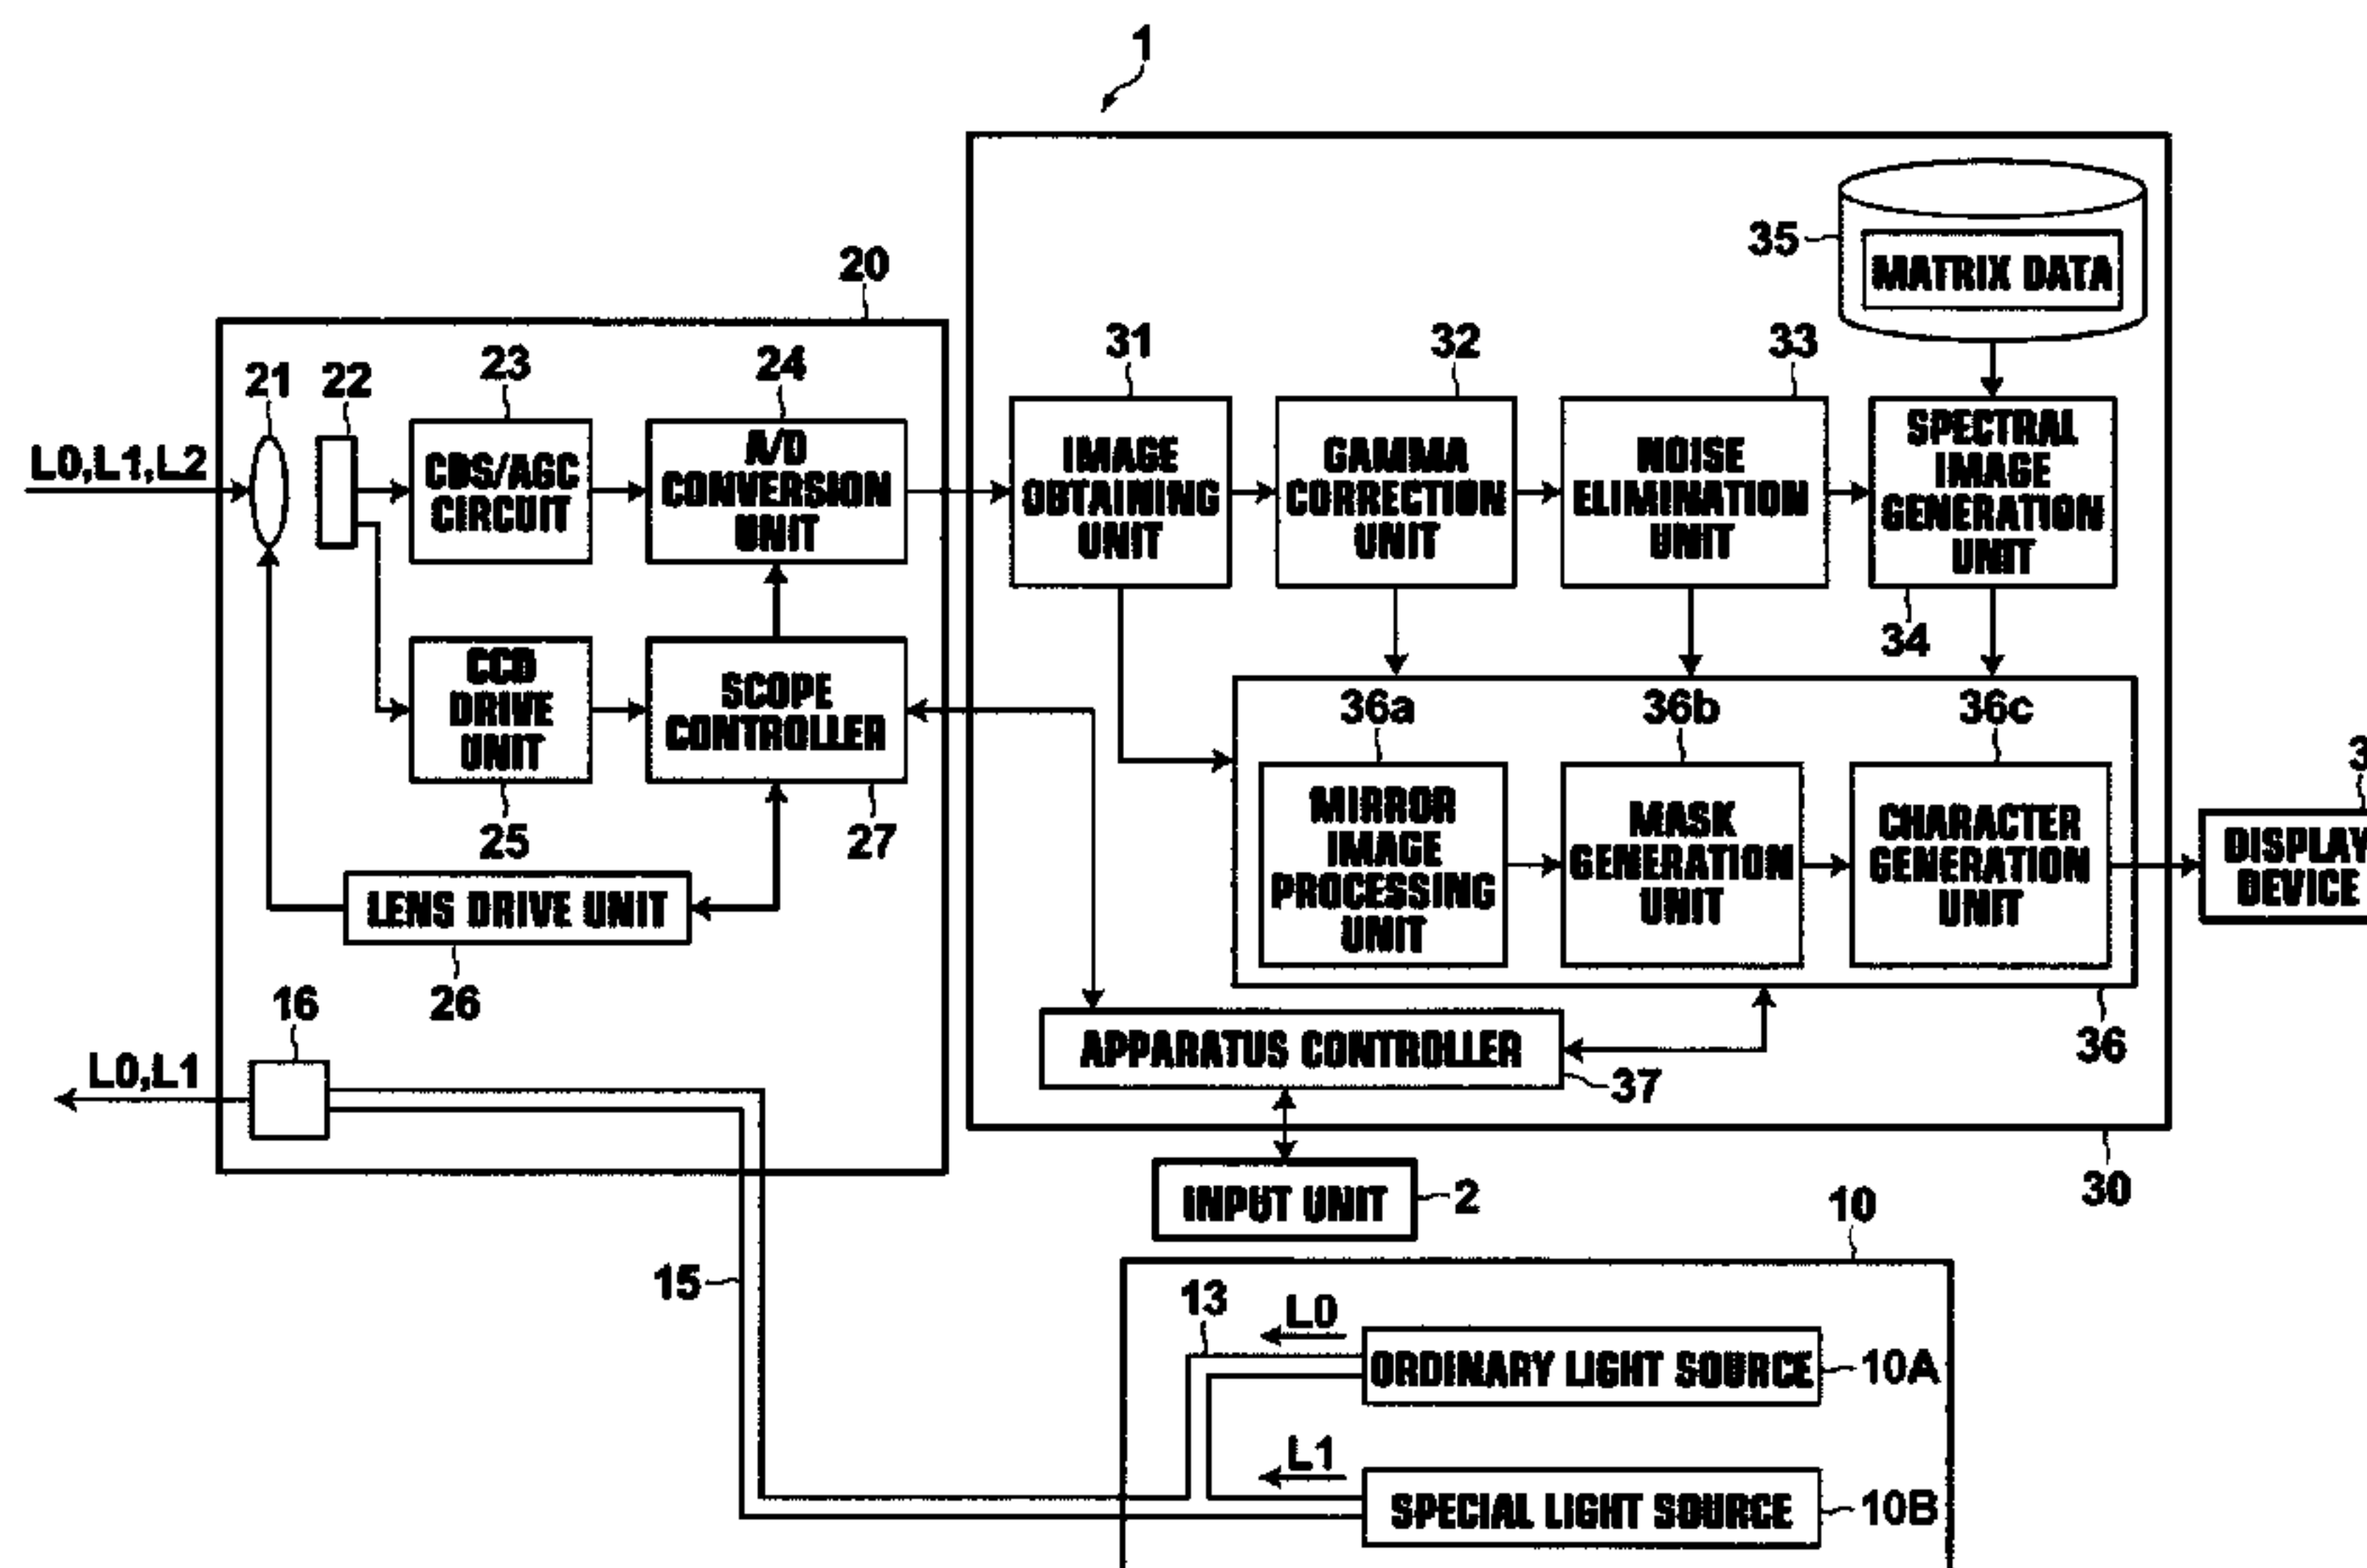 1
35
MATRIX DATA
20
31
32
33
21
22
23
24
L0,L1,L2
CDS/AGC
CIRCUIT
A/D
CONVERSION
UNIT
IMAGE
OBTAINING
UNIT
GAMMA
CORRECTION
UNIT
NOISE
ELIMINATION
UNIT
SPECTRAL
IMAGE
GENERATION
UNIT
34
CCD
DRIVE
UNIT
SCOPE
CONTROLLER
36a
36b
36c
25
27
MIRROR
IMAGE
PROCESSING
UNIT
MASK
GENERATION
UNIT
CHARACTER
GENERATION
UNIT
3
DISPLAY
DEVICE
LENS DRIVE UNIT
26
16
36
APPARATUS CONTROLLER
37
L0,L1
INPUT UNIT
2
30
10
15
13
L0
ORDINARY LIGHT SOURCE
10A
L1
SPECIAL LIGHT SOURCE
10B